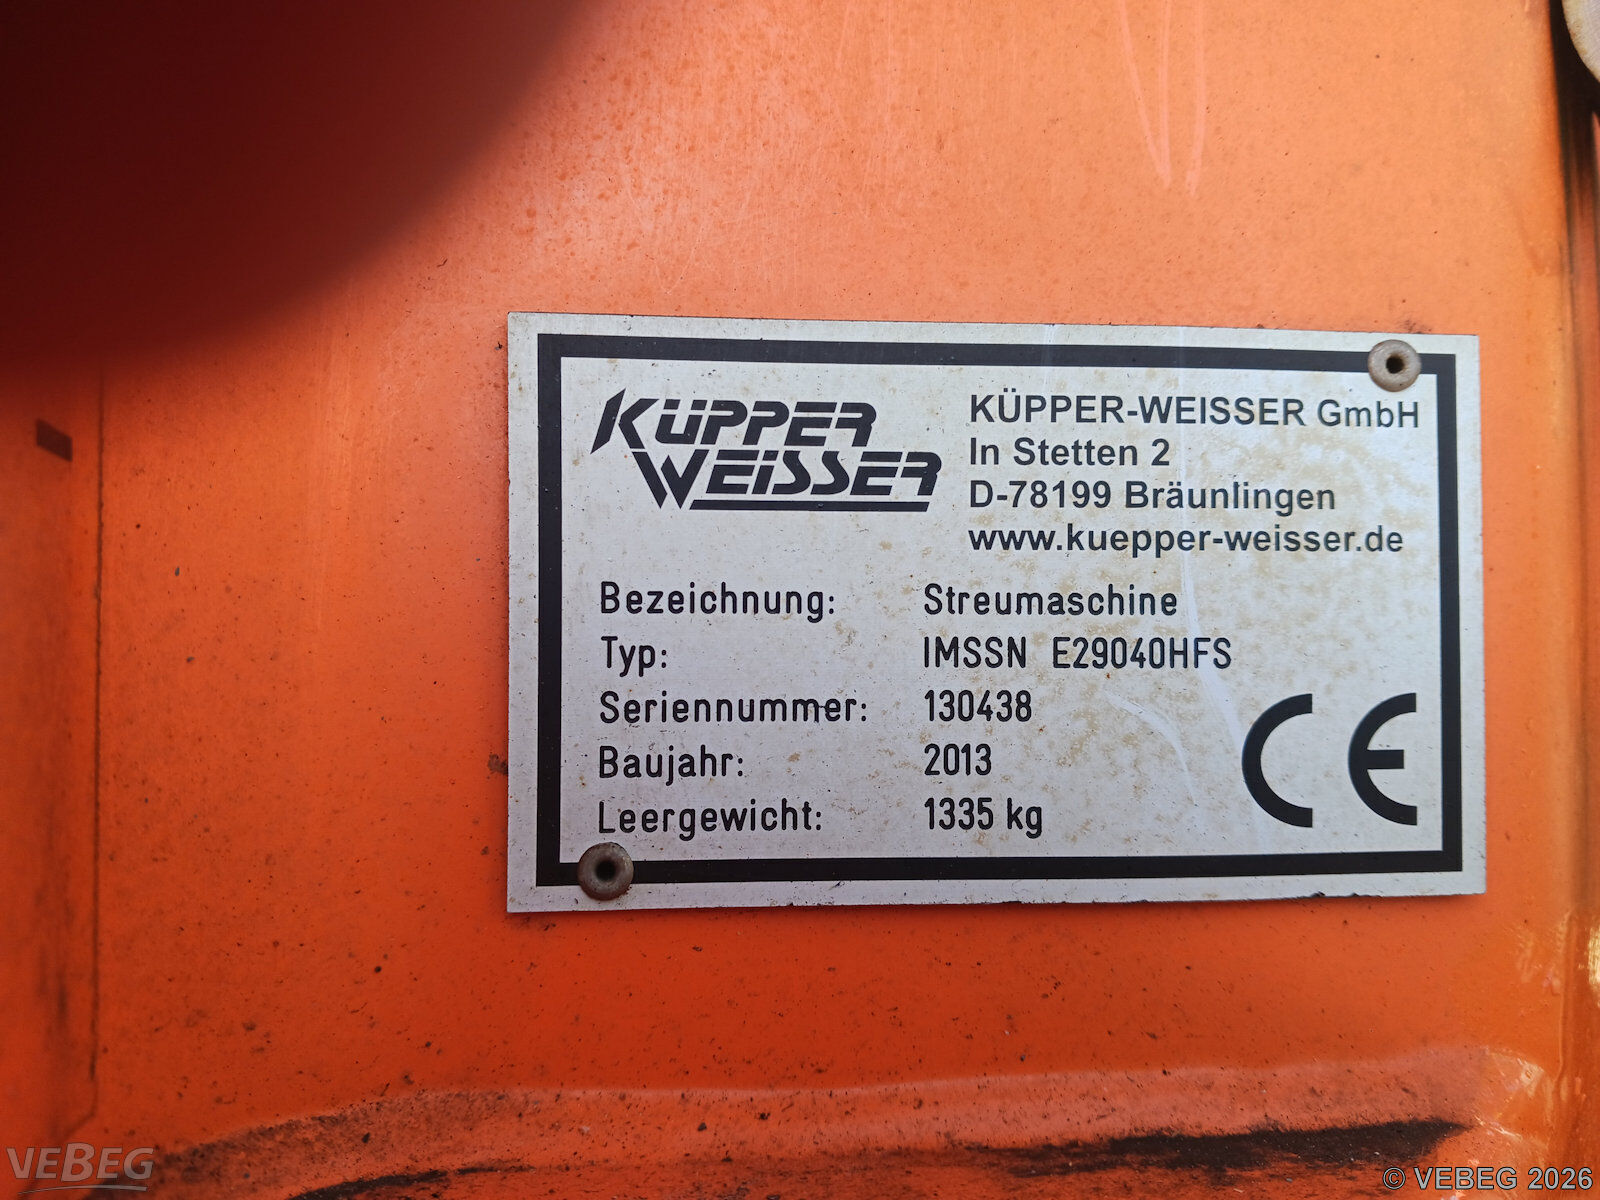 KÜPPER
WEISSER
KÜPPER-WEISSER GmbH
In Stetten 2
D-78199 Bräunlingen
www.kuepper-weisser.de
Bezeichnung: Streumaschine
Typ: IMSSN E29040HFS
Seriennummer: 130438
Baujahr: 2013
Leergewicht: 1335 kg
CE
VEBEG
© VEBEG 2026